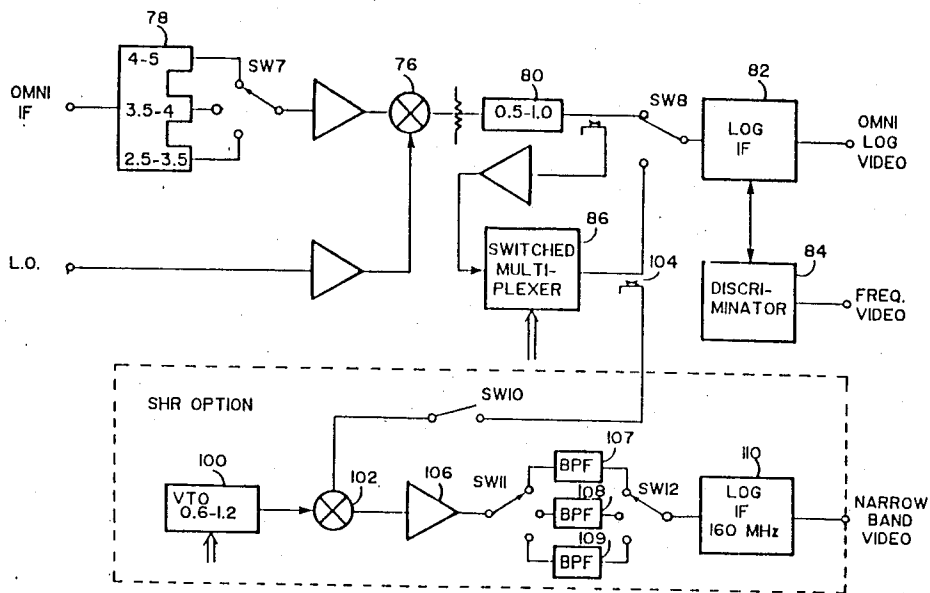 78
4-5
SW7
OMNI
IF
3.5-4
2.5-3.5
76
80
0.5-1.0
SW8
82
LOG
IF
OMNI
LOG
VIDEO
L.O.
86
SWITCHED
MULTI-
PLEXER
104
84
DISCRI-
MINATOR
FREQ.
VIDEO
SHR OPTION
SW10
100
VTO
0.6-1.2
102
106
SW11
107
BPF
108
BPF
109
BPF
SW12
110
LOG
IF
160 MHz
NARROW
BAND
VIDEO